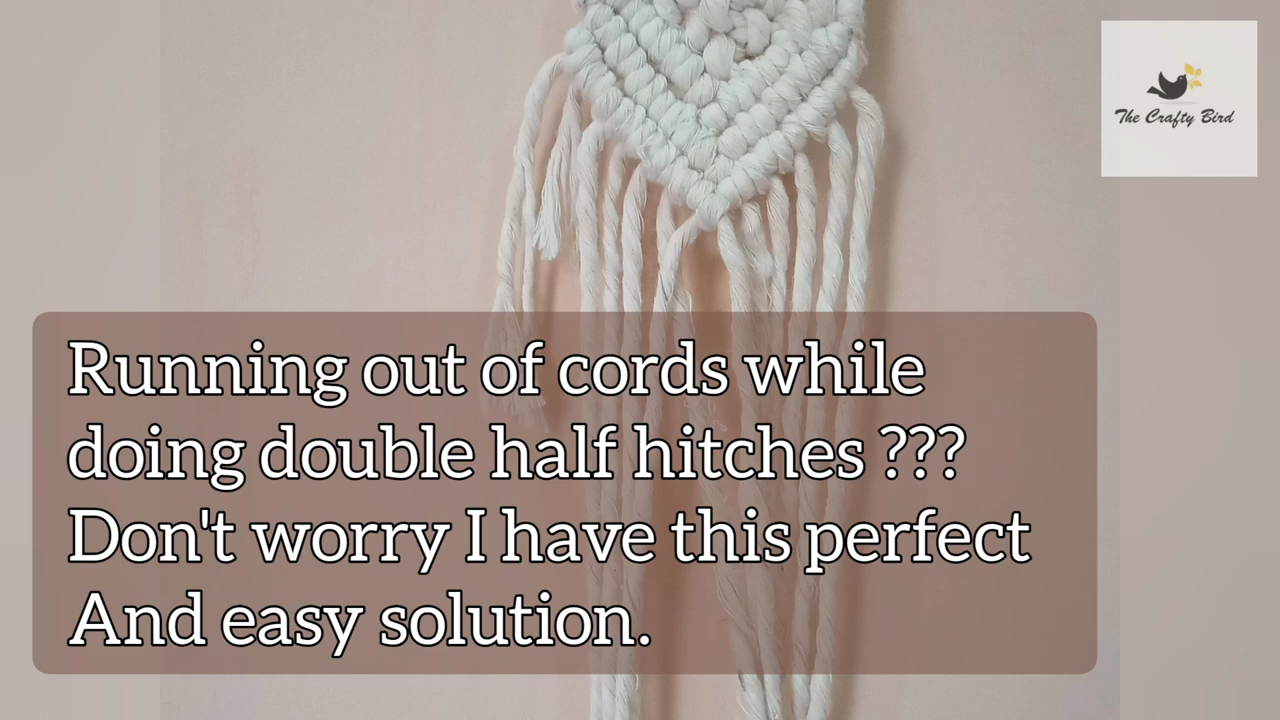 The Crafty Bird
Running out of cords while
doing double half hitches ???
Don't worry I have this perfect
And easy solution.